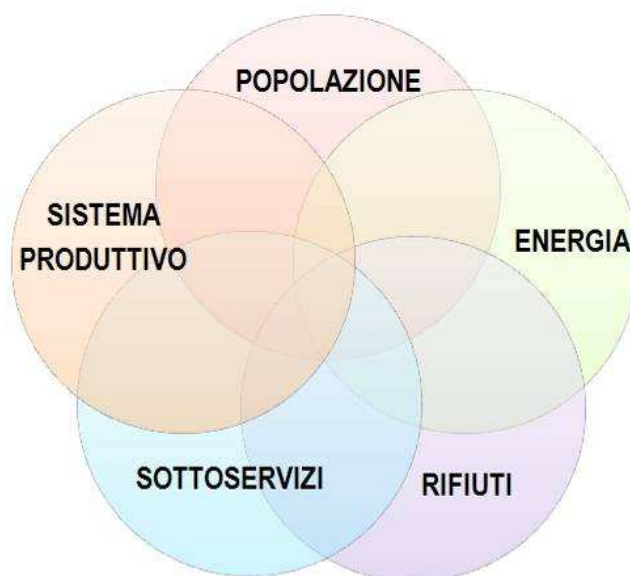 POPOLAZIONE
SISTEMA
PRODUTTIVO
ENERGIA
SOTTOSERVIZI
RIFIUTI